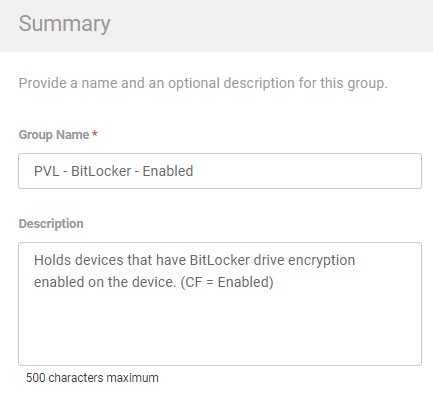 Summary
Provide a name and an optional description for this group.
Group Name *
PVL - BitLocker - Enabled
Description
Holds devices that have BitLocker drive encryption
enabled on the device. (CF = Enabled)
500 characters maximum